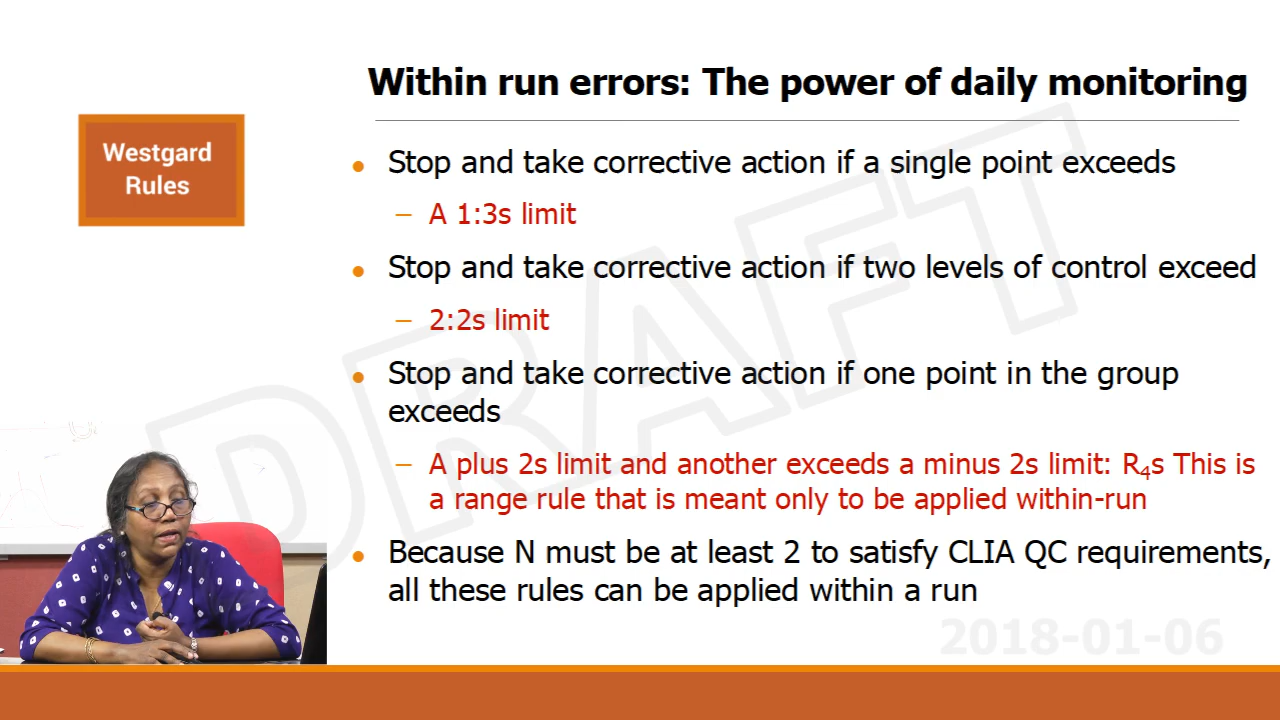 Within run errors: The power of daily monitoring
Westgard
Rules
• Stop and take corrective action if a single point exceeds
– A 1:3s limit
• Stop and take corrective action if two levels of control exceed
– 2:2s limit
• Stop and take corrective action if one point in the group
exceeds
– A plus 2s limit and another exceeds a minus 2s limit: R₄s This is
a range rule that is meant only to be applied within-run
• Because N must be at least 2 to satisfy CLIA QC requirements,
all these rules can be applied within a run
DRAFT
2018-01-06